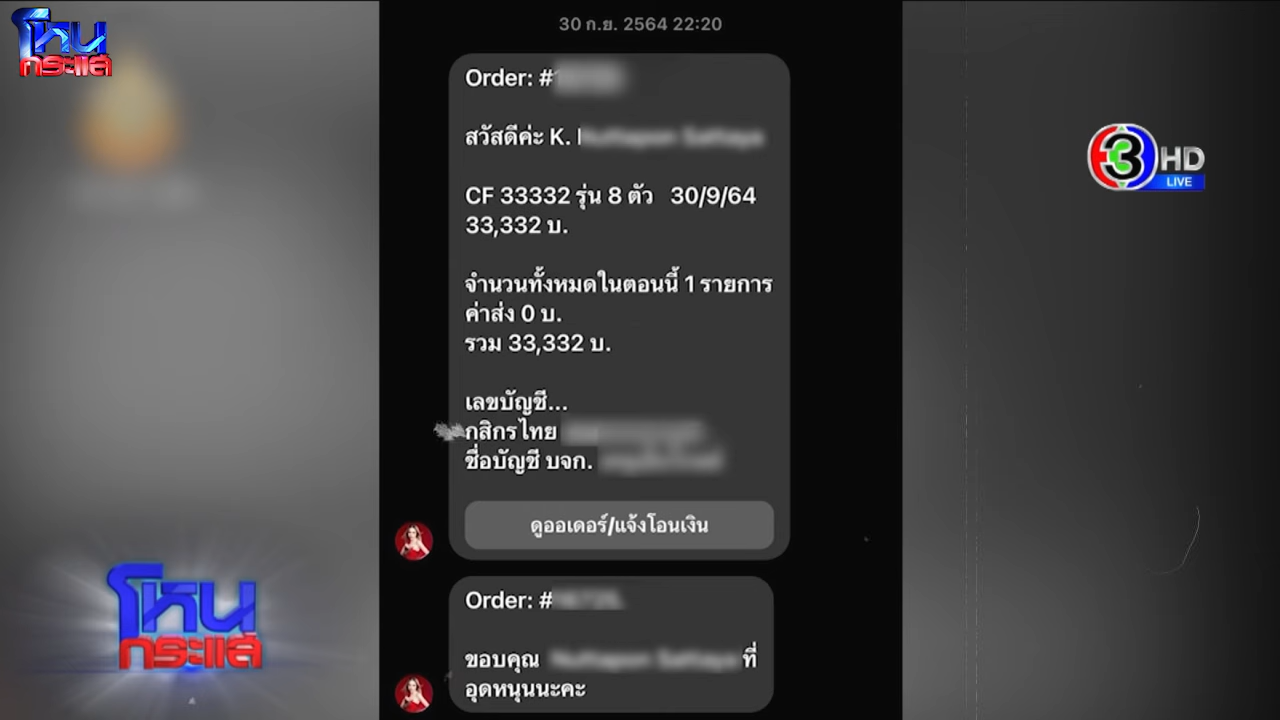 โหนกระแส
3 HD
LIVE
30 ก.ย. 2564 22:20
Order: #
สวัสดีค่ะ K.
CF 33332 รุ่น 8 ตัว 30/9/64
33,332 บ.
จำนวนทั้งหมดในตอนนี้ 1 รายการ
ค่าส่ง 0 บ.
รวม 33,332 บ.
เลขบัญชี...
กสิกรไทย
ชื่อบัญชี บจก.
ดูออเดอร์/แจ้งโอนเงิน
Order: #
ขอบคุณ ที่
อุดหนุนนะคะ
โหนกระแส